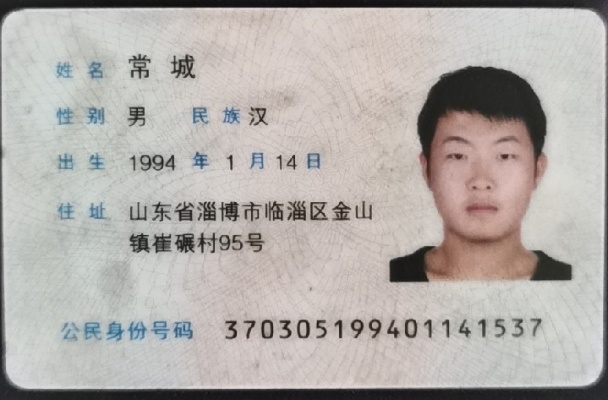 姓名 常城
性别 男 民族 汉
出生 1994 年 1 月 14 日
住址 山东省淄博市临淄区金山
镇崔碾村95号
公民身份号码 370305199401141537